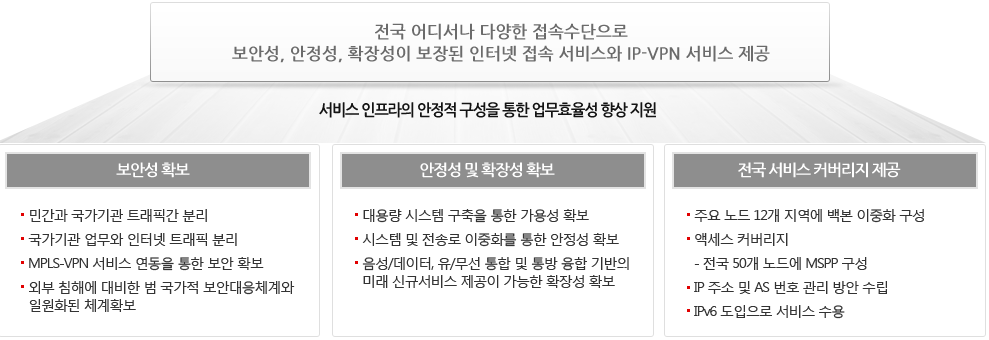 전국 어디서나 다양한 접속수단으로
보안성, 안정성, 확장성이 보장된 인터넷 접속 서비스와 IP-VPN 서비스 제공
서비스 인프라의 안정적 구성을 통한 업무효율성 향상 지원
보안성 확보
• 민간과 국가기관 트래픽간 분리
• 국가기관 업무와 인터넷 트래픽 분리
• MPLS-VPN 서비스 연동을 통한 보안 확보
• 외부 침해에 대비한 범 국가적 보안대응체계와
일원화된 체계확보
안정성 및 확장성 확보
• 대용량 시스템 구축을 통한 가용성 확보
• 시스템 및 전송로 이중화를 통한 안정성 확보
• 음성/데이터, 유/무선 통합 및 통방 융합 기반의
미래 신규서비스 제공이 가능한 확장성 확보
전국 서비스 커버리지 제공
• 주요 노드 12개 지역에 백본 이중화 구성
• 액세스 커버리지
- 전국 50개 노드에 MSPP 구성
• IP 주소 및 AS 번호 관리 방안 수립
• IPv6 도입으로 서비스 수용